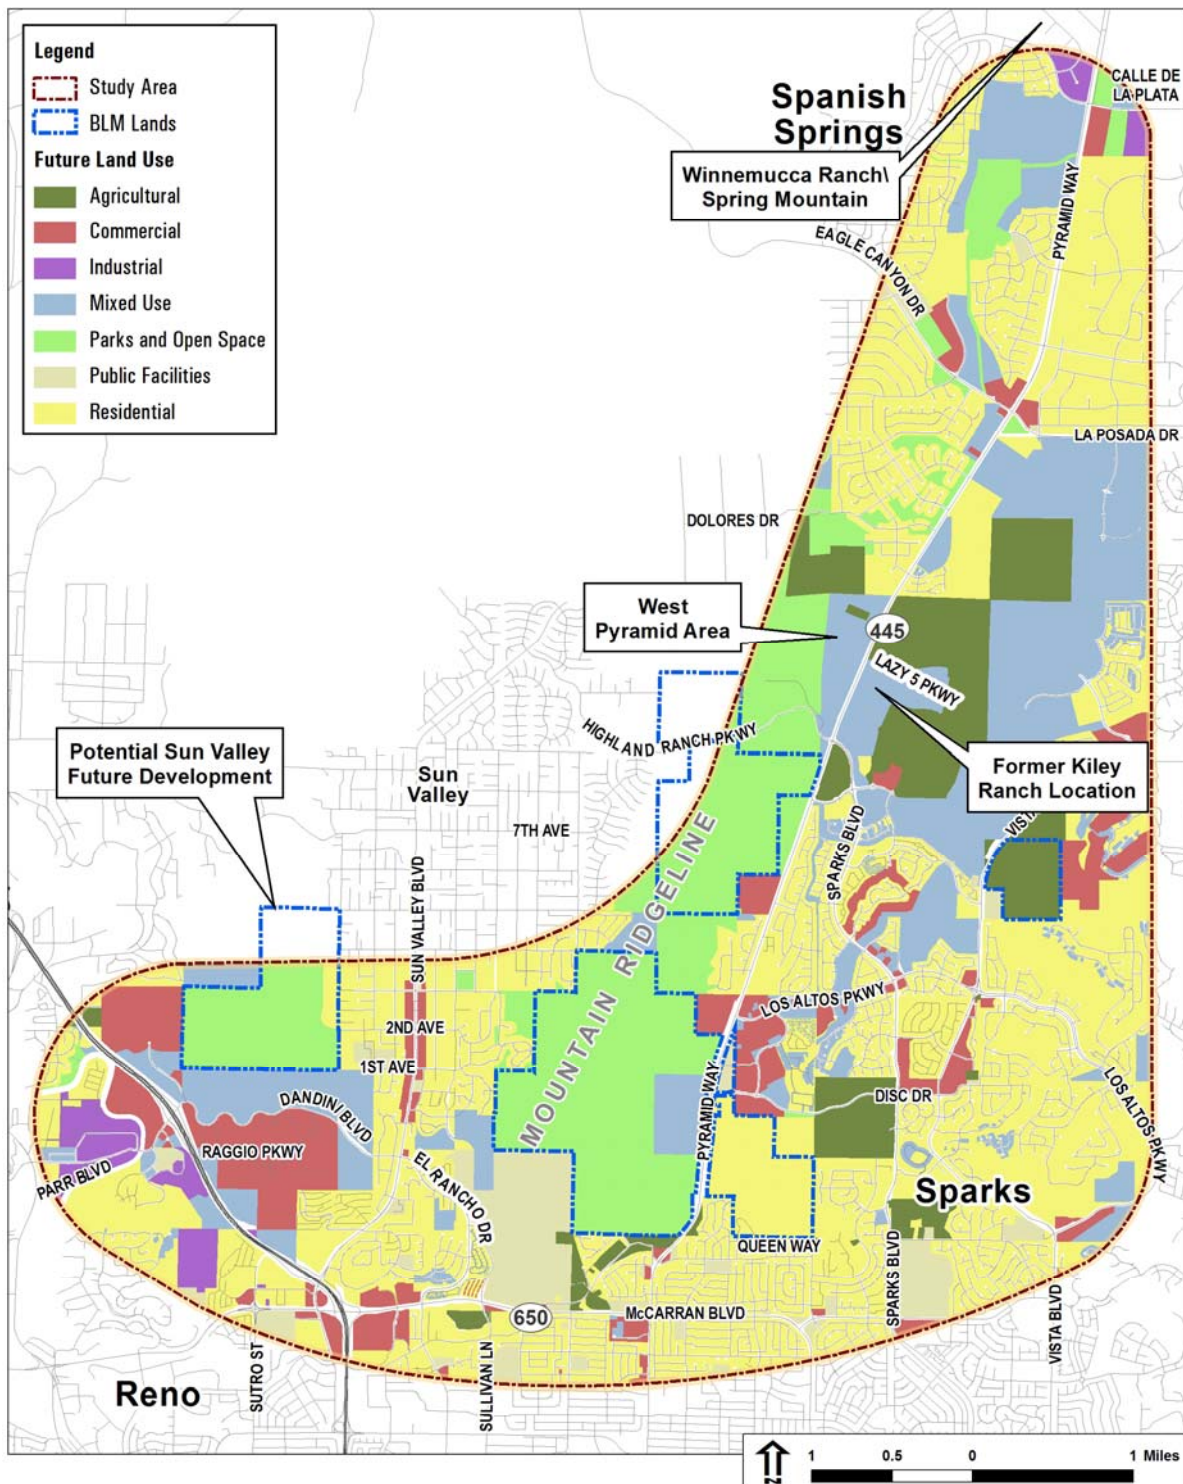 Legend
Study Area
BLM Lands
Future Land Use
Agricultural
Commercial
Industrial
Mixed Use
Parks and Open Space
Public Facilities
Residential
Spanish
Springs
CALLE DE
LA PLATA
Winnemucca Ranch\
Spring Mountain
PYRAMID WAY
EAGLE CANYON DR
LA POSADA DR
DOLORES DR
West
Pyramid Area
445
LAZY 5 PKWY
HIGHLAND RANCH PKWY
Potential Sun Valley
Future Development
Sun
Valley
Former Kiley
Ranch Location
7TH AVE
SPARKS BLVD
VISTA
MOUNTAIN RIDGELINE
SUN VALLEY BLVD
LOS ALTOS PKWY
2ND AVE
1ST AVE
PYRAMID WAY
DISC DR
LOS ALTOS PKWY
DANDINI BLVD
RAGGIO PKWY
PARR BLVD
EL RANCHO DR
Sparks
QUEEN WAY
SPARKS BLVD
650
McCARRAN BLVD
VISTA BLVD
SUTRO ST
SULLIVAN LN
Reno
N
1 0.5 0 1 Miles